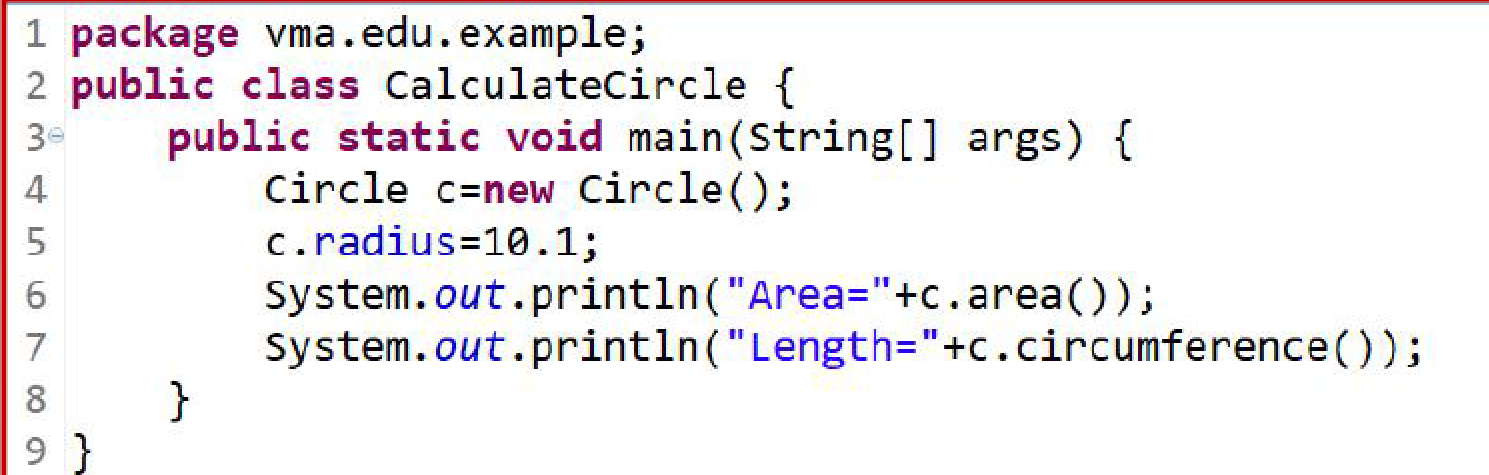 1 package vma.edu.example;
2 public class CalculateCircle {
3 public static void main(String[] args) {
4 Circle c=new Circle();
5 c.radius=10.1;
6 System.out.println("Area="+c.area());
7 System.out.println("Length="+c.circumference());
8 }
9 }